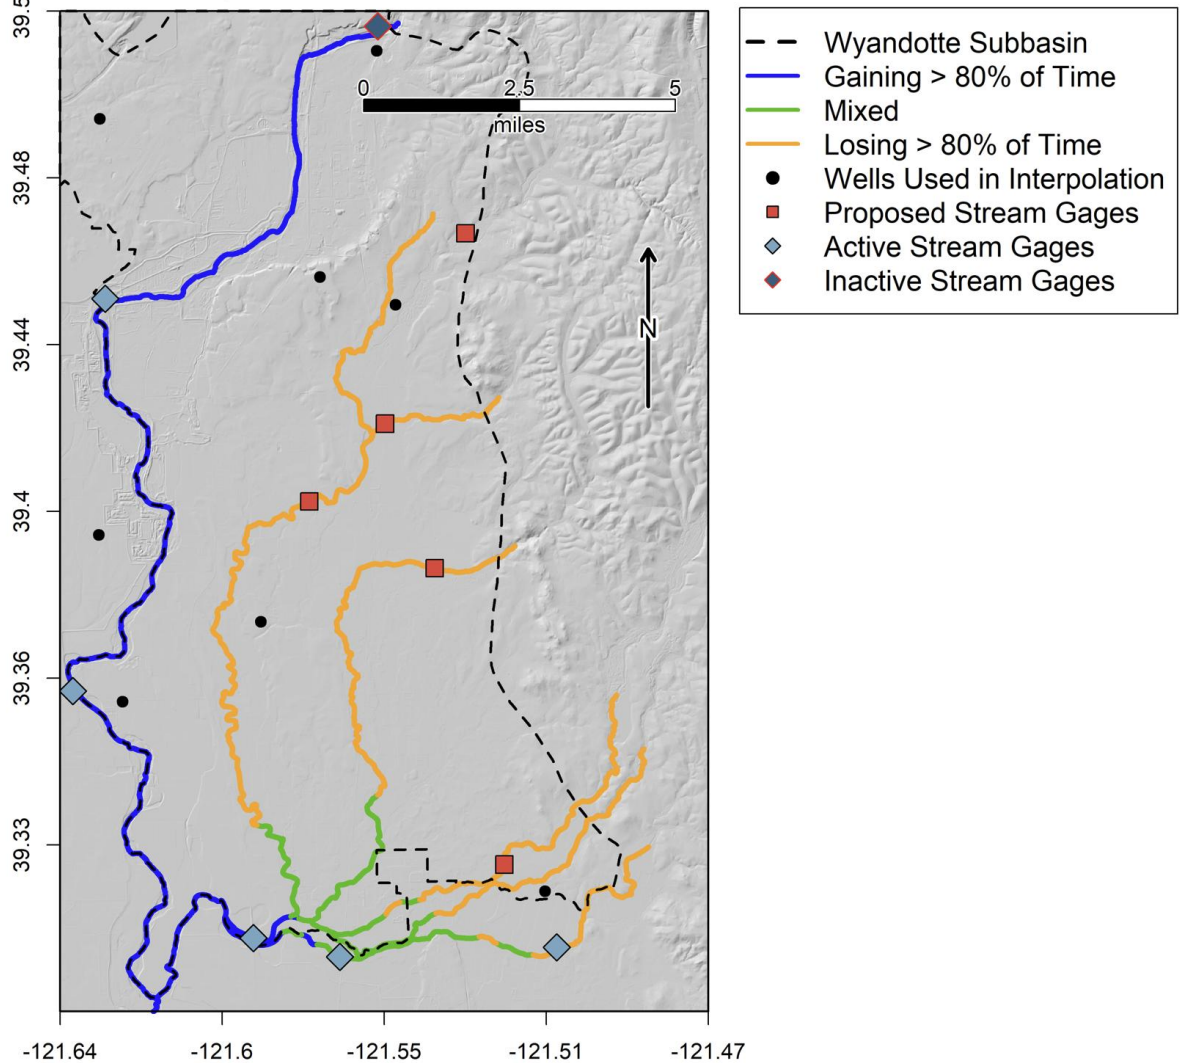 Wyandotte Subbasin
Gaining > 80% of Time
Mixed
Losing > 80% of Time
Wells Used in Interpolation
Proposed Stream Gages
Active Stream Gages
Inactive Stream Gages
0 2.5 5
miles
N
39.48
39.44
39.4
39.36
39.33
-121.64 -121.6 -121.55 -121.51 -121.47